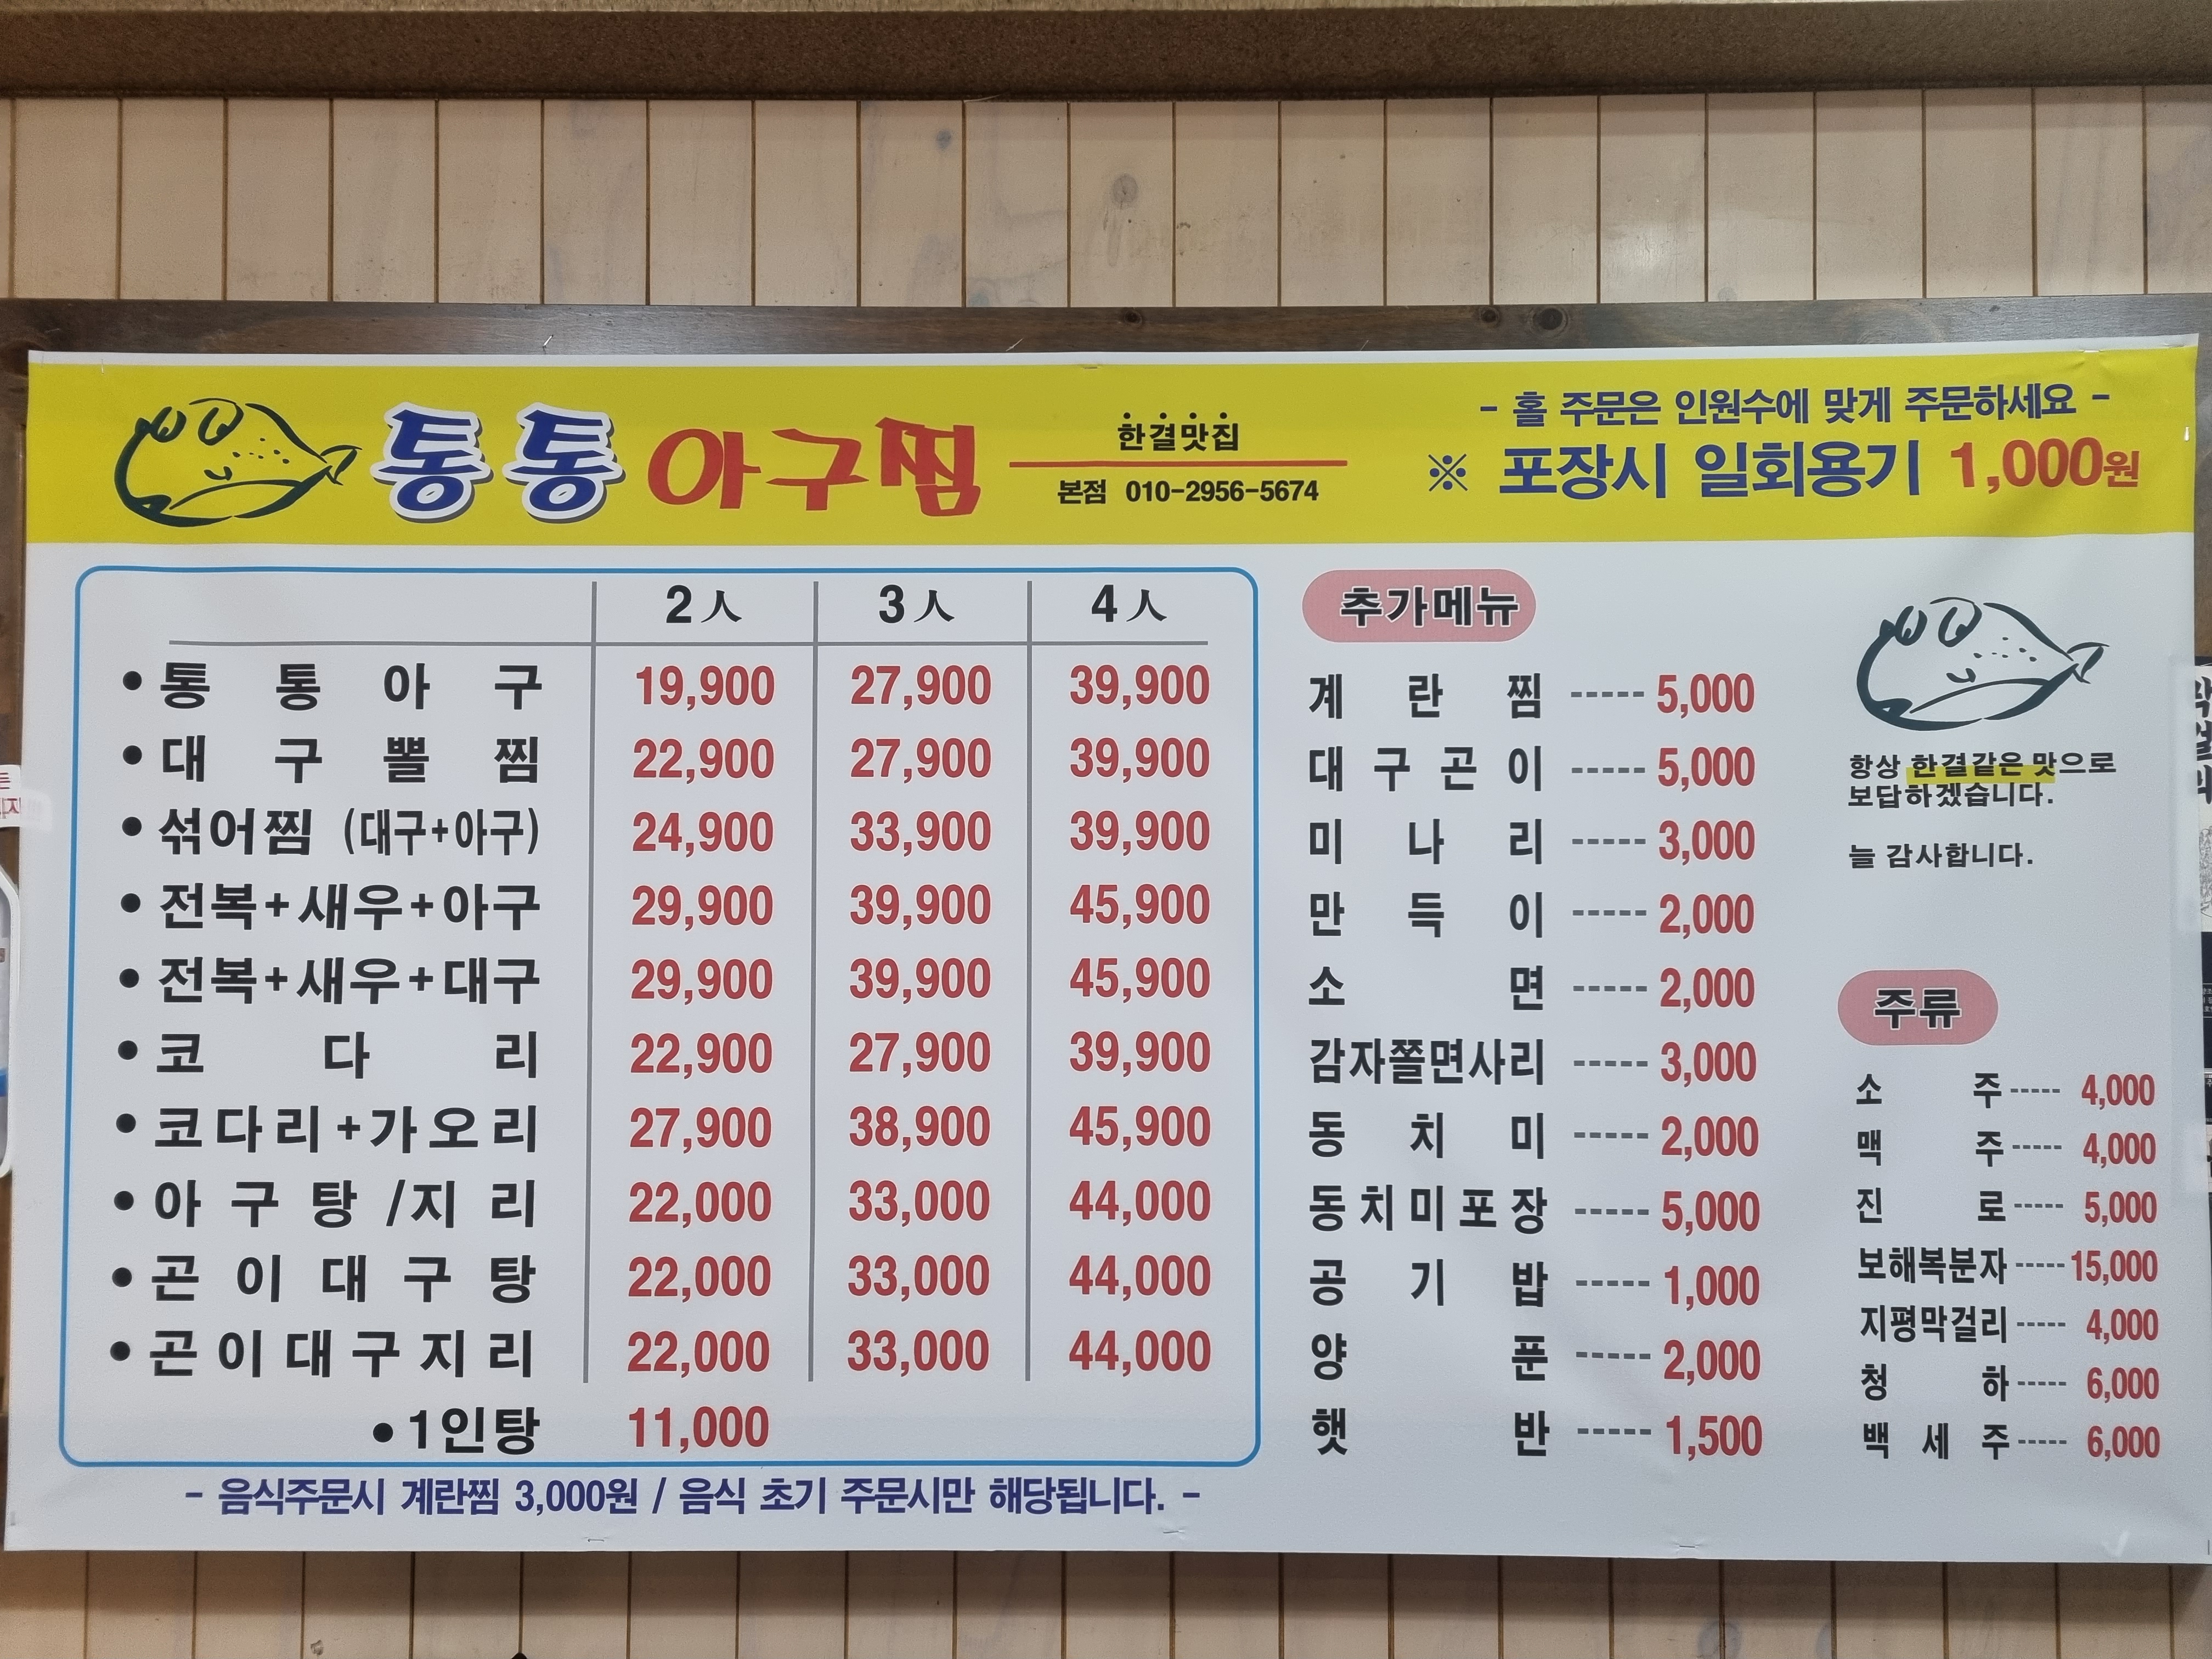 통통 아구찜
한결맛집
본점 010-2956-5674
- 홀 주문은 인원수에 맞게 주문하세요 -
※ 포장시 일회용기 1,000원
2人 3人 4人
• 통통아구 19,900 27,900 39,900
• 대구뽈찜 22,900 27,900 39,900
• 섞어찜 (대구+아구) 24,900 33,900 39,900
• 전복+새우+아구 29,900 39,900 45,900
• 전복+새우+대구 29,900 39,900 45,900
• 코다리 22,900 27,900 39,900
• 코다리+가오리 27,900 38,900 45,900
• 아구탕/지리 22,000 33,000 44,000
• 곤이대구탕 22,000 33,000 44,000
• 곤이대구지리 22,000 33,000 44,000
• 1인탕 11,000
- 음식주문시 계란찜 3,000원 / 음식 초기 주문시만 해당됩니다. -
추가메뉴
계란찜 ----- 5,000
대구곤이 ----- 5,000
미나리 ----- 3,000
만득이 ----- 2,000
소면 ----- 2,000
감자쫄면사리 ----- 3,000
동치미 ----- 2,000
동치미포장 ----- 5,000
공기밥 ----- 1,000
양푼 ----- 2,000
햇반 ----- 1,500
항상 한결같은 맛으로
보답하겠습니다.
늘 감사합니다.
주류
소주 ----- 4,000
맥주 ----- 4,000
진로 ----- 5,000
보해복분자 ----- 15,000
지평막걸리 ----- 4,000
청하 ----- 6,000
백세주 ----- 6,000